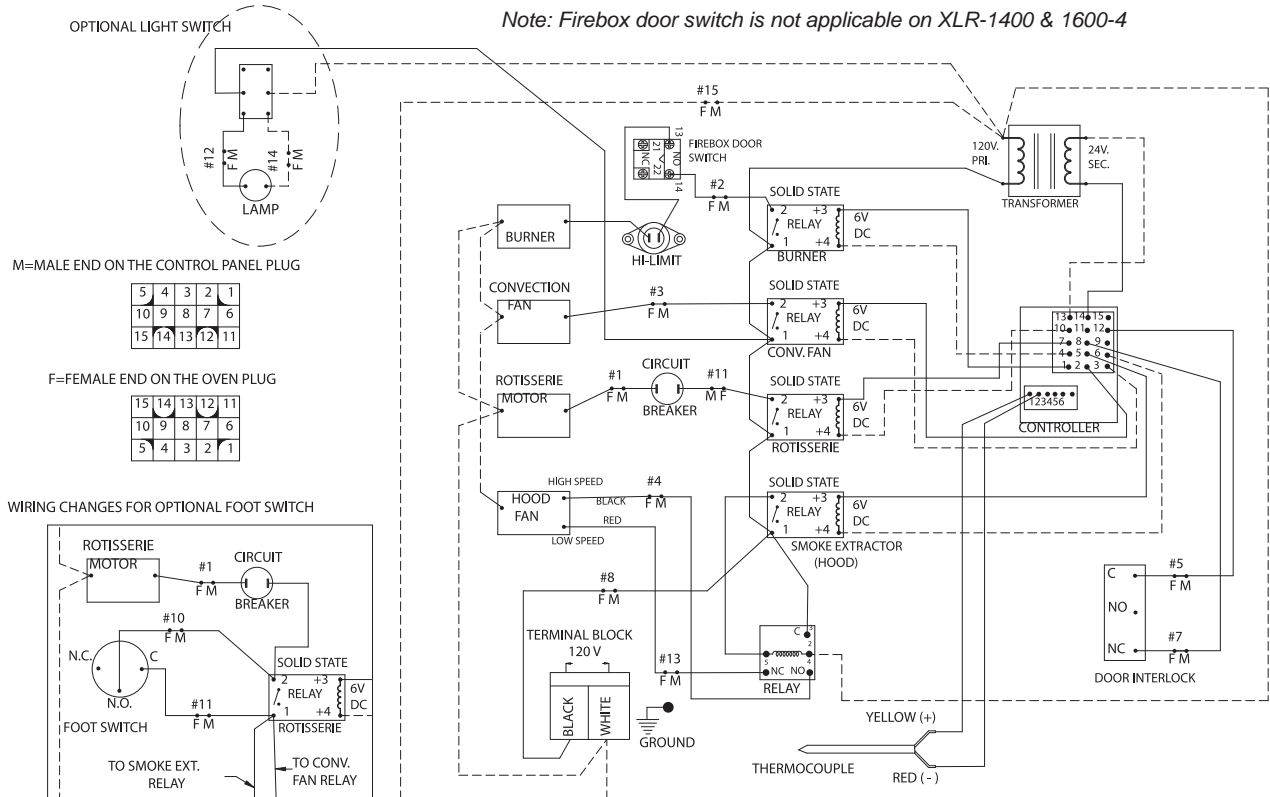 Note: Firebox door switch is not applicable on XLR-1400 & 1600-4
OPTIONAL LIGHT SWITCH
#12
F M
#14
F M
LAMP
M=MALE END ON THE CONTROL PANEL PLUG
5 4 3 2 1
10 9 8 7 6
15 14 13 12 11
F=FEMALE END ON THE OVEN PLUG
15 14 13 12 11
10 9 8 7 6
5 4 3 2 1
WIRING CHANGES FOR OPTIONAL FOOT SWITCH
ROTISSERIE
MOTOR
#1
F M
CIRCUIT
BREAKER
#10
F M
N.C.
C
N.O.
FOOT SWITCH
#11
F M
SOLID STATE
2 +3
RELAY
1 +4
6V
DC
ROTISSERIE
TO SMOKE EXT.
RELAY
TO CONV.
FAN RELAY
#15
F M
13
NO
21
22
NC
14
FIREBOX DOOR
SWITCH
#2
F M
BURNER
HI-LIMIT
SOLID STATE
2 +3
RELAY
1 +4
6V
DC
BURNER
120V.
PRI.
24V.
SEC.
TRANSFORMER
CONVECTION
FAN
#3
F M
SOLID STATE
2 +3
RELAY
1 +4
6V
DC
CONV. FAN
ROTISSERIE
MOTOR
#1
F M
CIRCUIT
BREAKER
#11
M F
SOLID STATE
2 +3
RELAY
1 +4
6V
DC
ROTISSERIE
13 14 15
10 11 12
7 8 9
4 5 6
1 2 3
123456
CONTROLLER
HOOD
FAN
HIGH SPEED
BLACK
RED
LOW SPEED
#4
F M
SOLID STATE
2 +3
RELAY
1 +4
6V
DC
SMOKE EXTRACTOR
(HOOD)
#8
F M
TERMINAL BLOCK
120 V
BLACK
WHITE
GROUND
#13
F M
C 3
2
5 4
NC NO
RELAY
C
NO
NC
#5
F M
#7
F M
DOOR INTERLOCK
YELLOW (+)
THERMOCOUPLE
RED ( - )